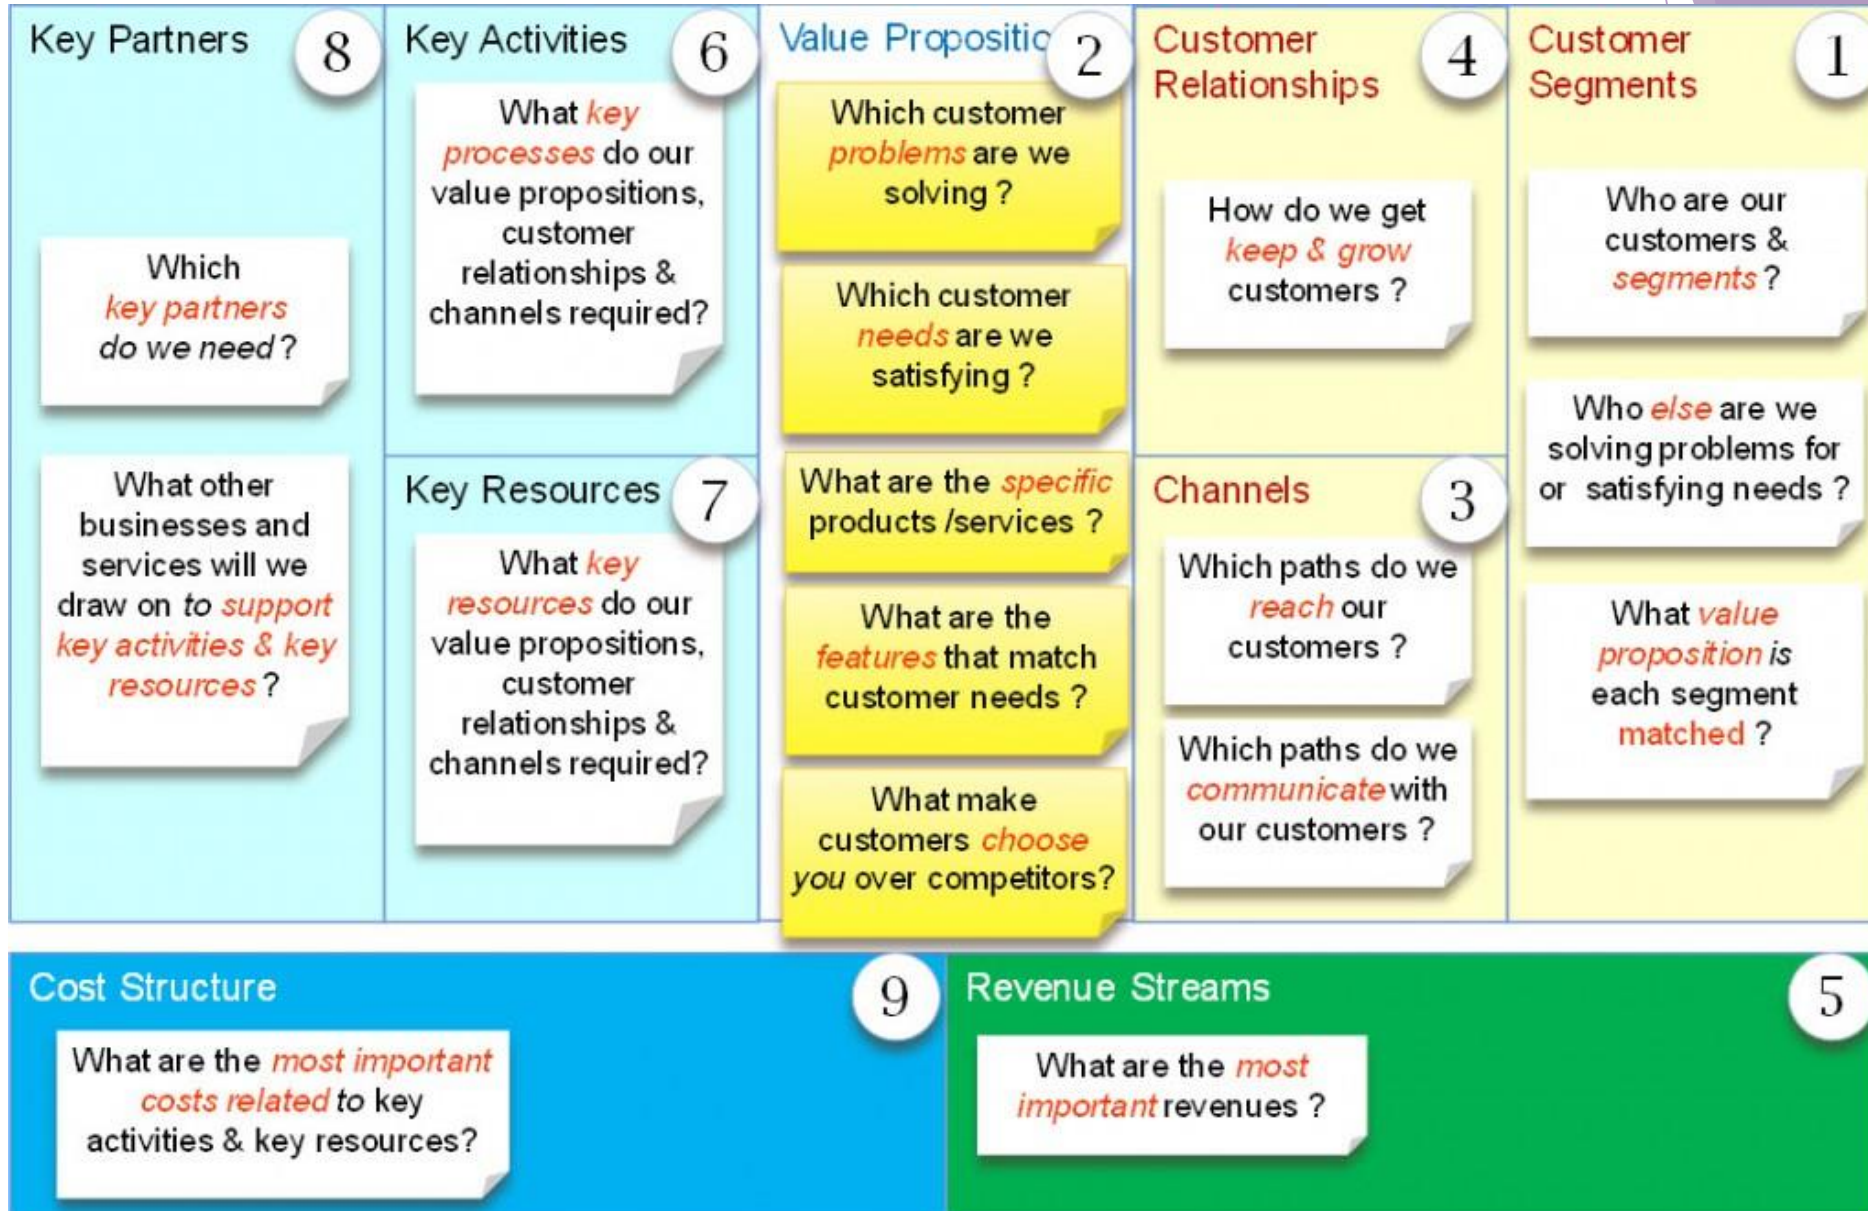 Key Partners
8
Which
key partners
do we need ?
What other
businesses and
services will we
draw on to support
key activities & key
resources ?
Key Activities
6
What key
processes do our
value propositions,
customer
relationships &
channels required?
Key Resources
7
What key
resources do our
value propositions,
customer
relationships &
channels required?
Value Propositio
2
Which customer
problems are we
solving ?
Which customer
needs are we
satisfying ?
What are the specific
products /services ?
What are the
features that match
customer needs ?
What make
customers choose
you over competitors?
Customer
Relationships
4
How do we get
keep & grow
customers ?
Channels
3
Which paths do we
reach our
customers ?
Which paths do we
communicate with
our customers ?
Customer
Segments
1
Who are our
customers &
segments ?
Who else are we
solving problems for
or satisfying needs ?
What value
proposition is
each segment
matched ?
Cost Structure
9
What are the most important
costs related to key
activities & key resources?
Revenue Streams
5
What are the most
important revenues ?